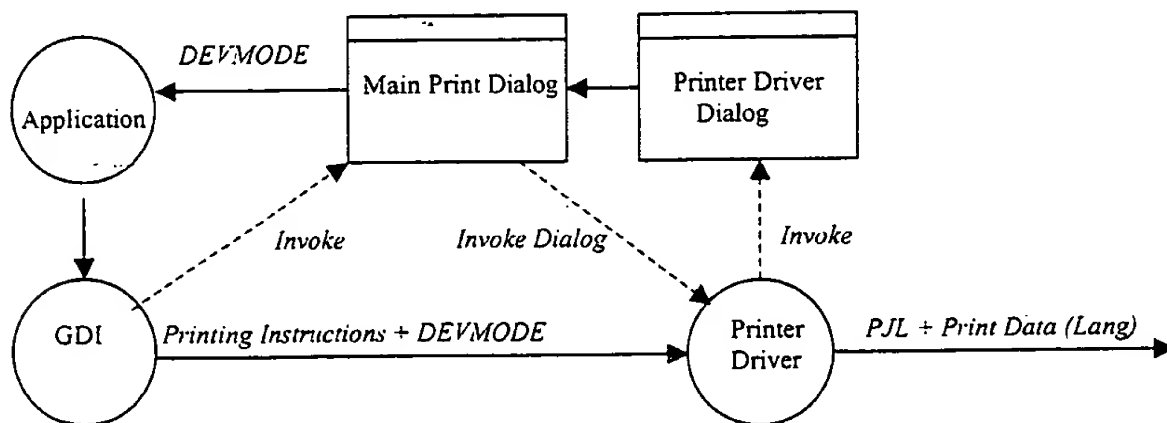 DEVMODE
Application
Main Print Dialog
Printer Driver
Dialog
Invoke
Invoke Dialog
Invoke
GDI
Printing Instructions + DEVMODE
Printer
Driver
PJL + Print Data (Lang)